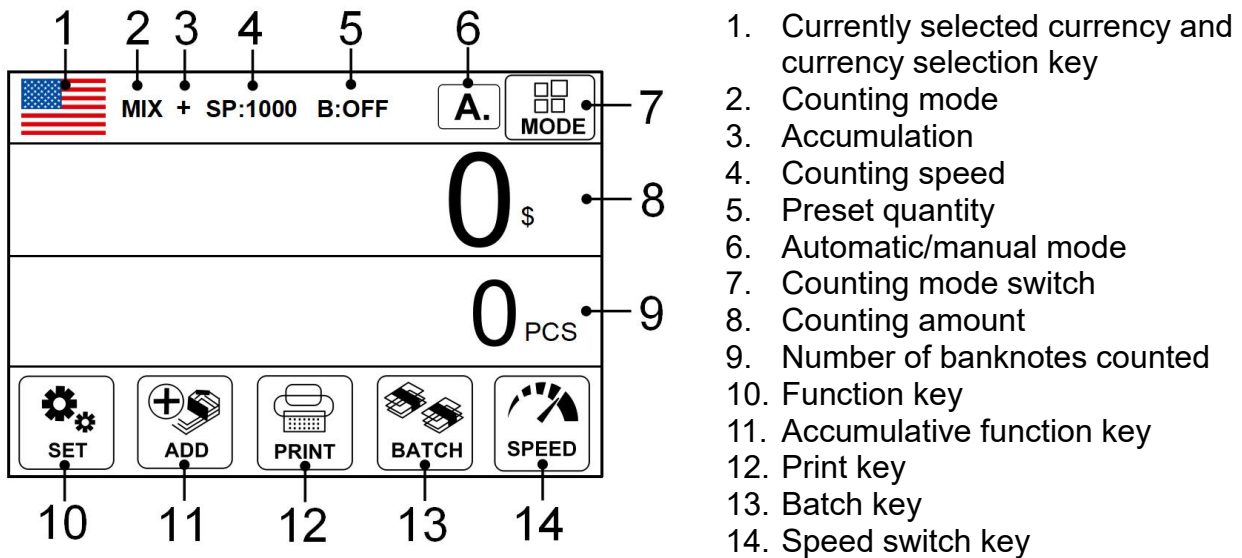 1 2 3 4 5 6
MIX + SP:1000 B:OFF A. MODE 7
0 $ 8
0 PCS 9
SET ADD PRINT BATCH SPEED
10 11 12 13 14
1. Currently selected currency and
currency selection key
2. Counting mode
3. Accumulation
4. Counting speed
5. Preset quantity
6. Automatic/manual mode
7. Counting mode switch
8. Counting amount
9. Number of banknotes counted
10. Function key
11. Accumulative function key
12. Print key
13. Batch key
14. Speed switch key